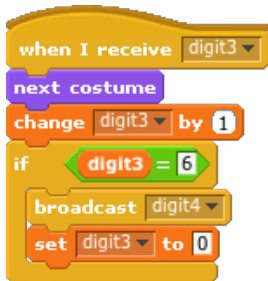 when I receive digit3
next costume
change digit3 by 1
if digit3 = 6
broadcast digit4
set digit3 to 0